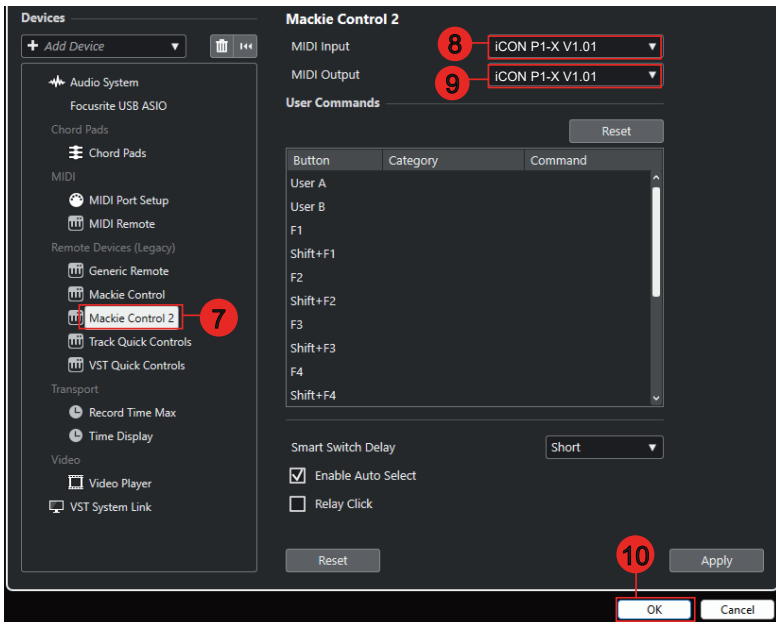 Devices
+ Add Device
Audio System
Focusrite USB ASIO
Chord Pads
Chord Pads
MIDI
MIDI Port Setup
MIDI Remote
Remote Devices (Legacy)
Generic Remote
Mackie Control
Mackie Control 2
7
Track Quick Controls
VST Quick Controls
Transport
Record Time Max
Time Display
Video
Video Player
VST System Link
Mackie Control 2
MIDI Input 8 iCON P1-X V1.01
MIDI Output 9 iCON P1-X V1.01
User Commands
Reset
Button Category Command
User A
User B
F1
Shift+F1
F2
Shift+F2
F3
Shift+F3
F4
Shift+F4
Smart Switch Delay Short
Enable Auto Select
Relay Click
Reset 10 Apply
OK Cancel